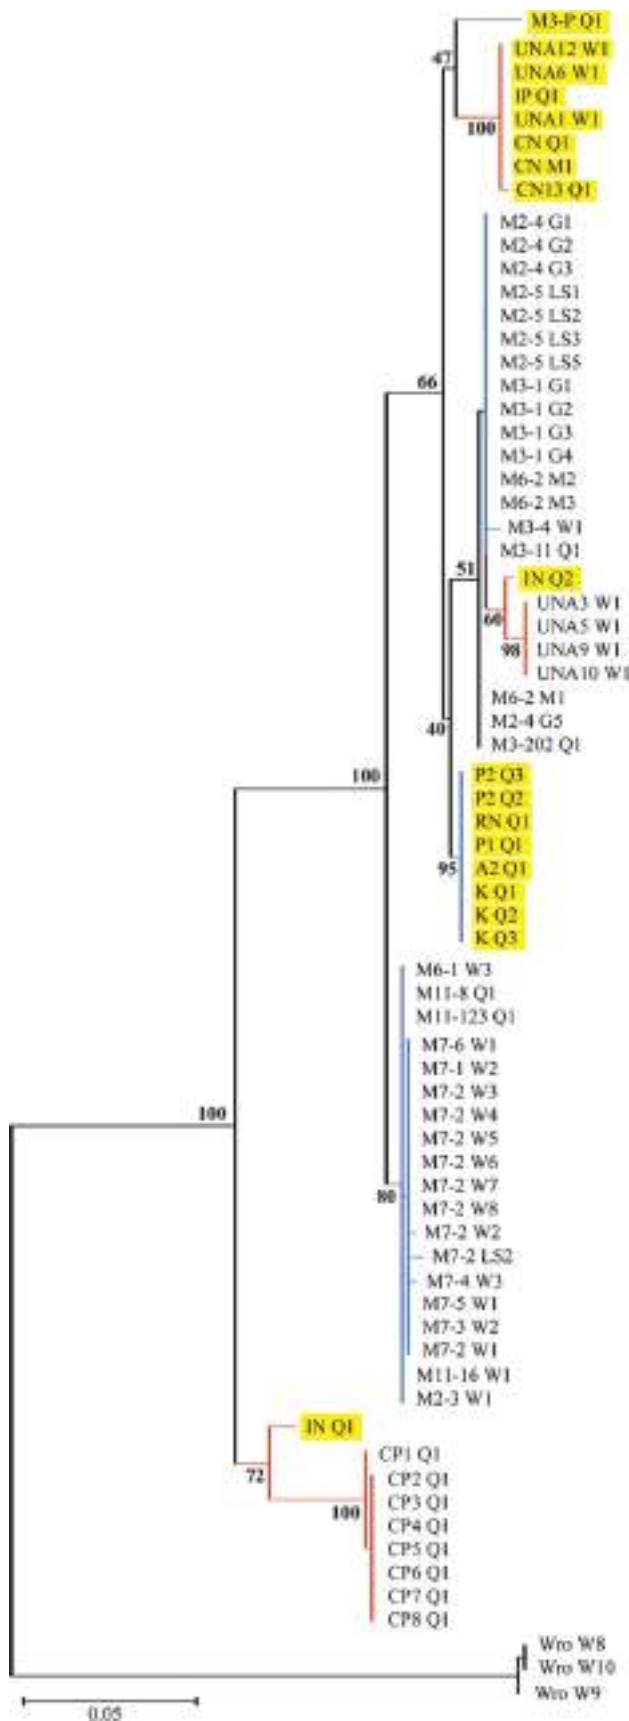 M3-P Q1
47
UNA12 W1
UNA6 W1
IP Q1
UNA1 W1
100
CN Q1
CN M1
CN13 Q1
M2-4 G1
M2-4 G2
M2-4 G3
M2-5 LS1
M2-5 LS2
M2-5 LS3
M2-5 LS5
66
M3-1 G1
M3-1 G2
M3-1 G3
M3-1 G4
M6-2 M2
M6-2 M3
M3-4 W1
M3-11 Q1
51
IN Q2
UNA3 W1
60
UNA5 W1
98
UNA9 W1
UNA10 W1
M6-2 M1
M2-4 G5
40
M3-202 Q1
100
P2 Q3
P2 Q2
RN Q1
P1 Q1
95
A2 Q1
K Q1
K Q2
K Q3
M6-1 W3
M11-8 Q1
M11-123 Q1
M7-6 W1
M7-1 W2
M7-2 W3
100
M7-2 W4
M7-2 W5
M7-2 W6
M7-2 W7
80
M7-2 W8
M7-2 W2
M7-2 LS2
M7-4 W3
M7-5 W1
M7-3 W2
M7-2 W1
M11-16 W1
M2-3 W1
IN Q1
CP1 Q1
72
CP2 Q1
CP3 Q1
100
CP4 Q1
CP5 Q1
CP6 Q1
CP7 Q1
CP8 Q1
Wro W8
Wro W10
Wro W9
0.05